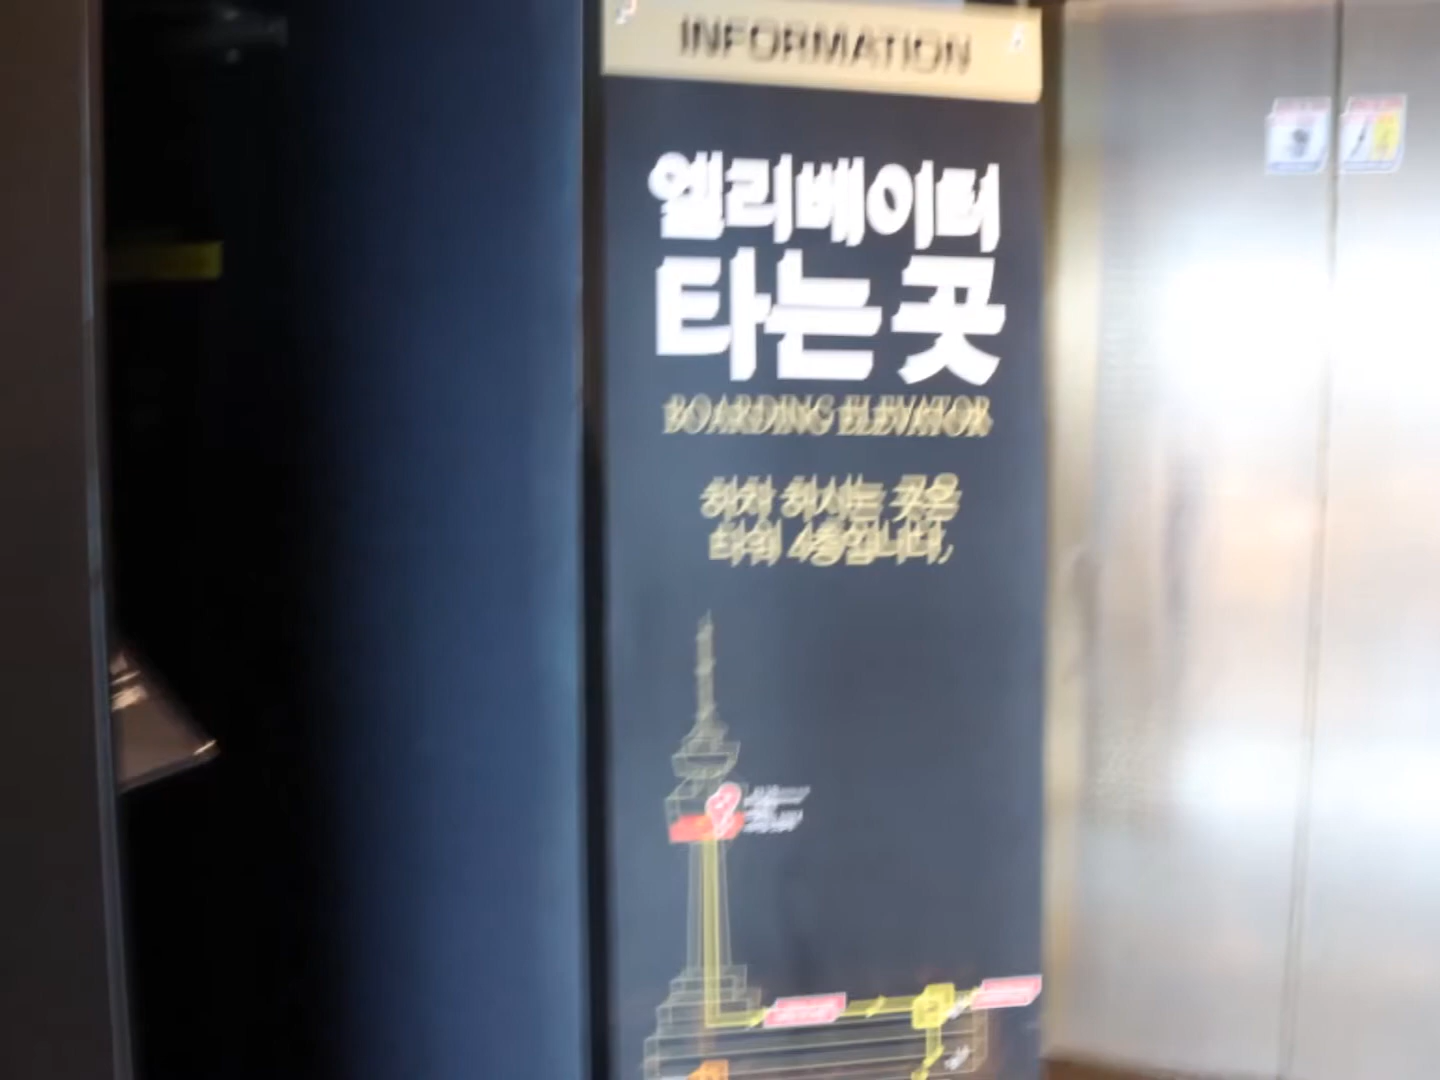 INFORMATION
엘리베이터
타는 곳
BOARDING ELEVATOR
하차 하시는 곳은
타워 4층입니다.